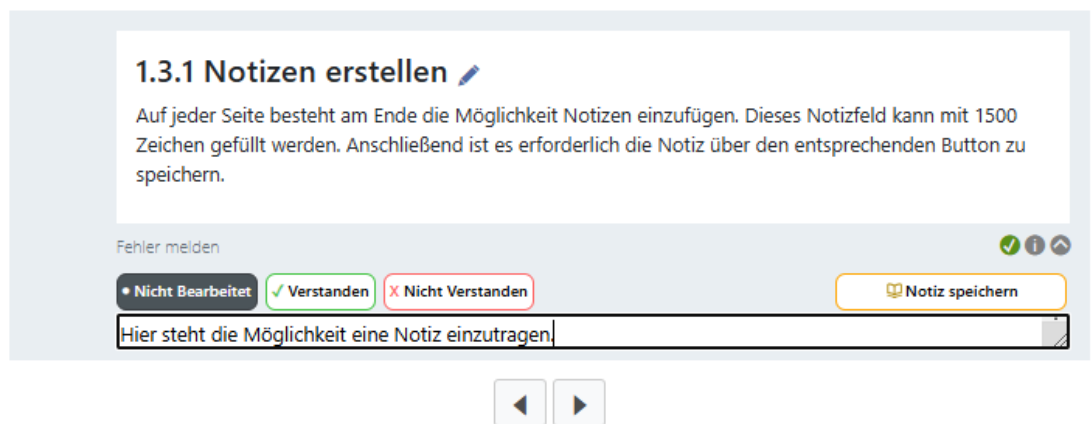 1.3.1 Notizen erstellen
Auf jeder Seite besteht am Ende die Möglichkeit Notizen einzufügen. Dieses Notizfeld kann mit 1500
Zeichen gefüllt werden. Anschließend ist es erforderlich die Notiz über den entsprechenden Button zu
speichern.
Fehler melden
Nicht Bearbeitet
✓ Verstanden
X Nicht Verstanden
Notiz speichern
Hier steht die Möglichkeit eine Notiz einzutragen.